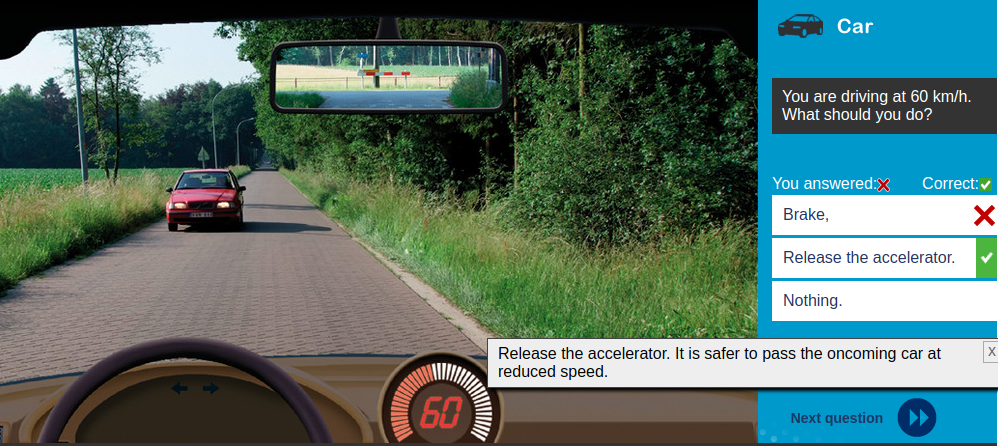 Car
You are driving at 60 km/h.
What should you do?
You answered:
Correct:
Brake,
Release the accelerator.
Nothing.
Release the accelerator. It is safer to pass the oncoming car at
reduced speed.
X
60
Next question